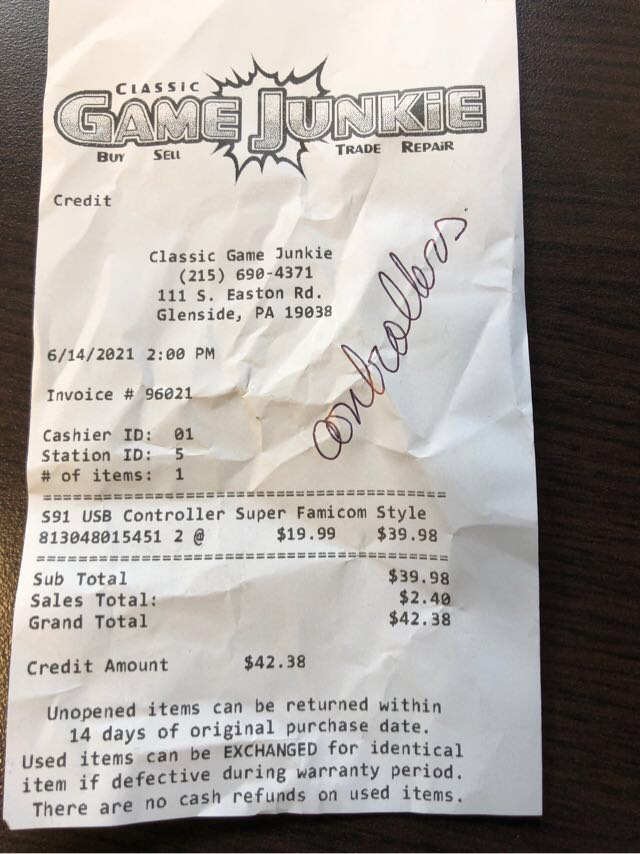 CLASSIC
GAME JUNKiE
BUY SELL TRADE REPAiR
Credit
Classic Game Junkie
(215) 690-4371
111 S. Easton Rd.
Glenside, PA 19038
controllers.
6/14/2021 2:00 PM
Invoice # 96021
Cashier ID: 01
Station ID: 5
# of items: 1
==========================================
S91 USB Controller Super Famicom Style
813048015451 2 @ $19.99 $39.98
==========================================
Sub Total $39.98
Sales Total: $2.40
Grand Total $42.38
Credit Amount $42.38
Unopened items can be returned within
14 days of original purchase date.
Used items can be EXCHANGED for identical
item if defective during warranty period.
There are no cash refunds on used items.